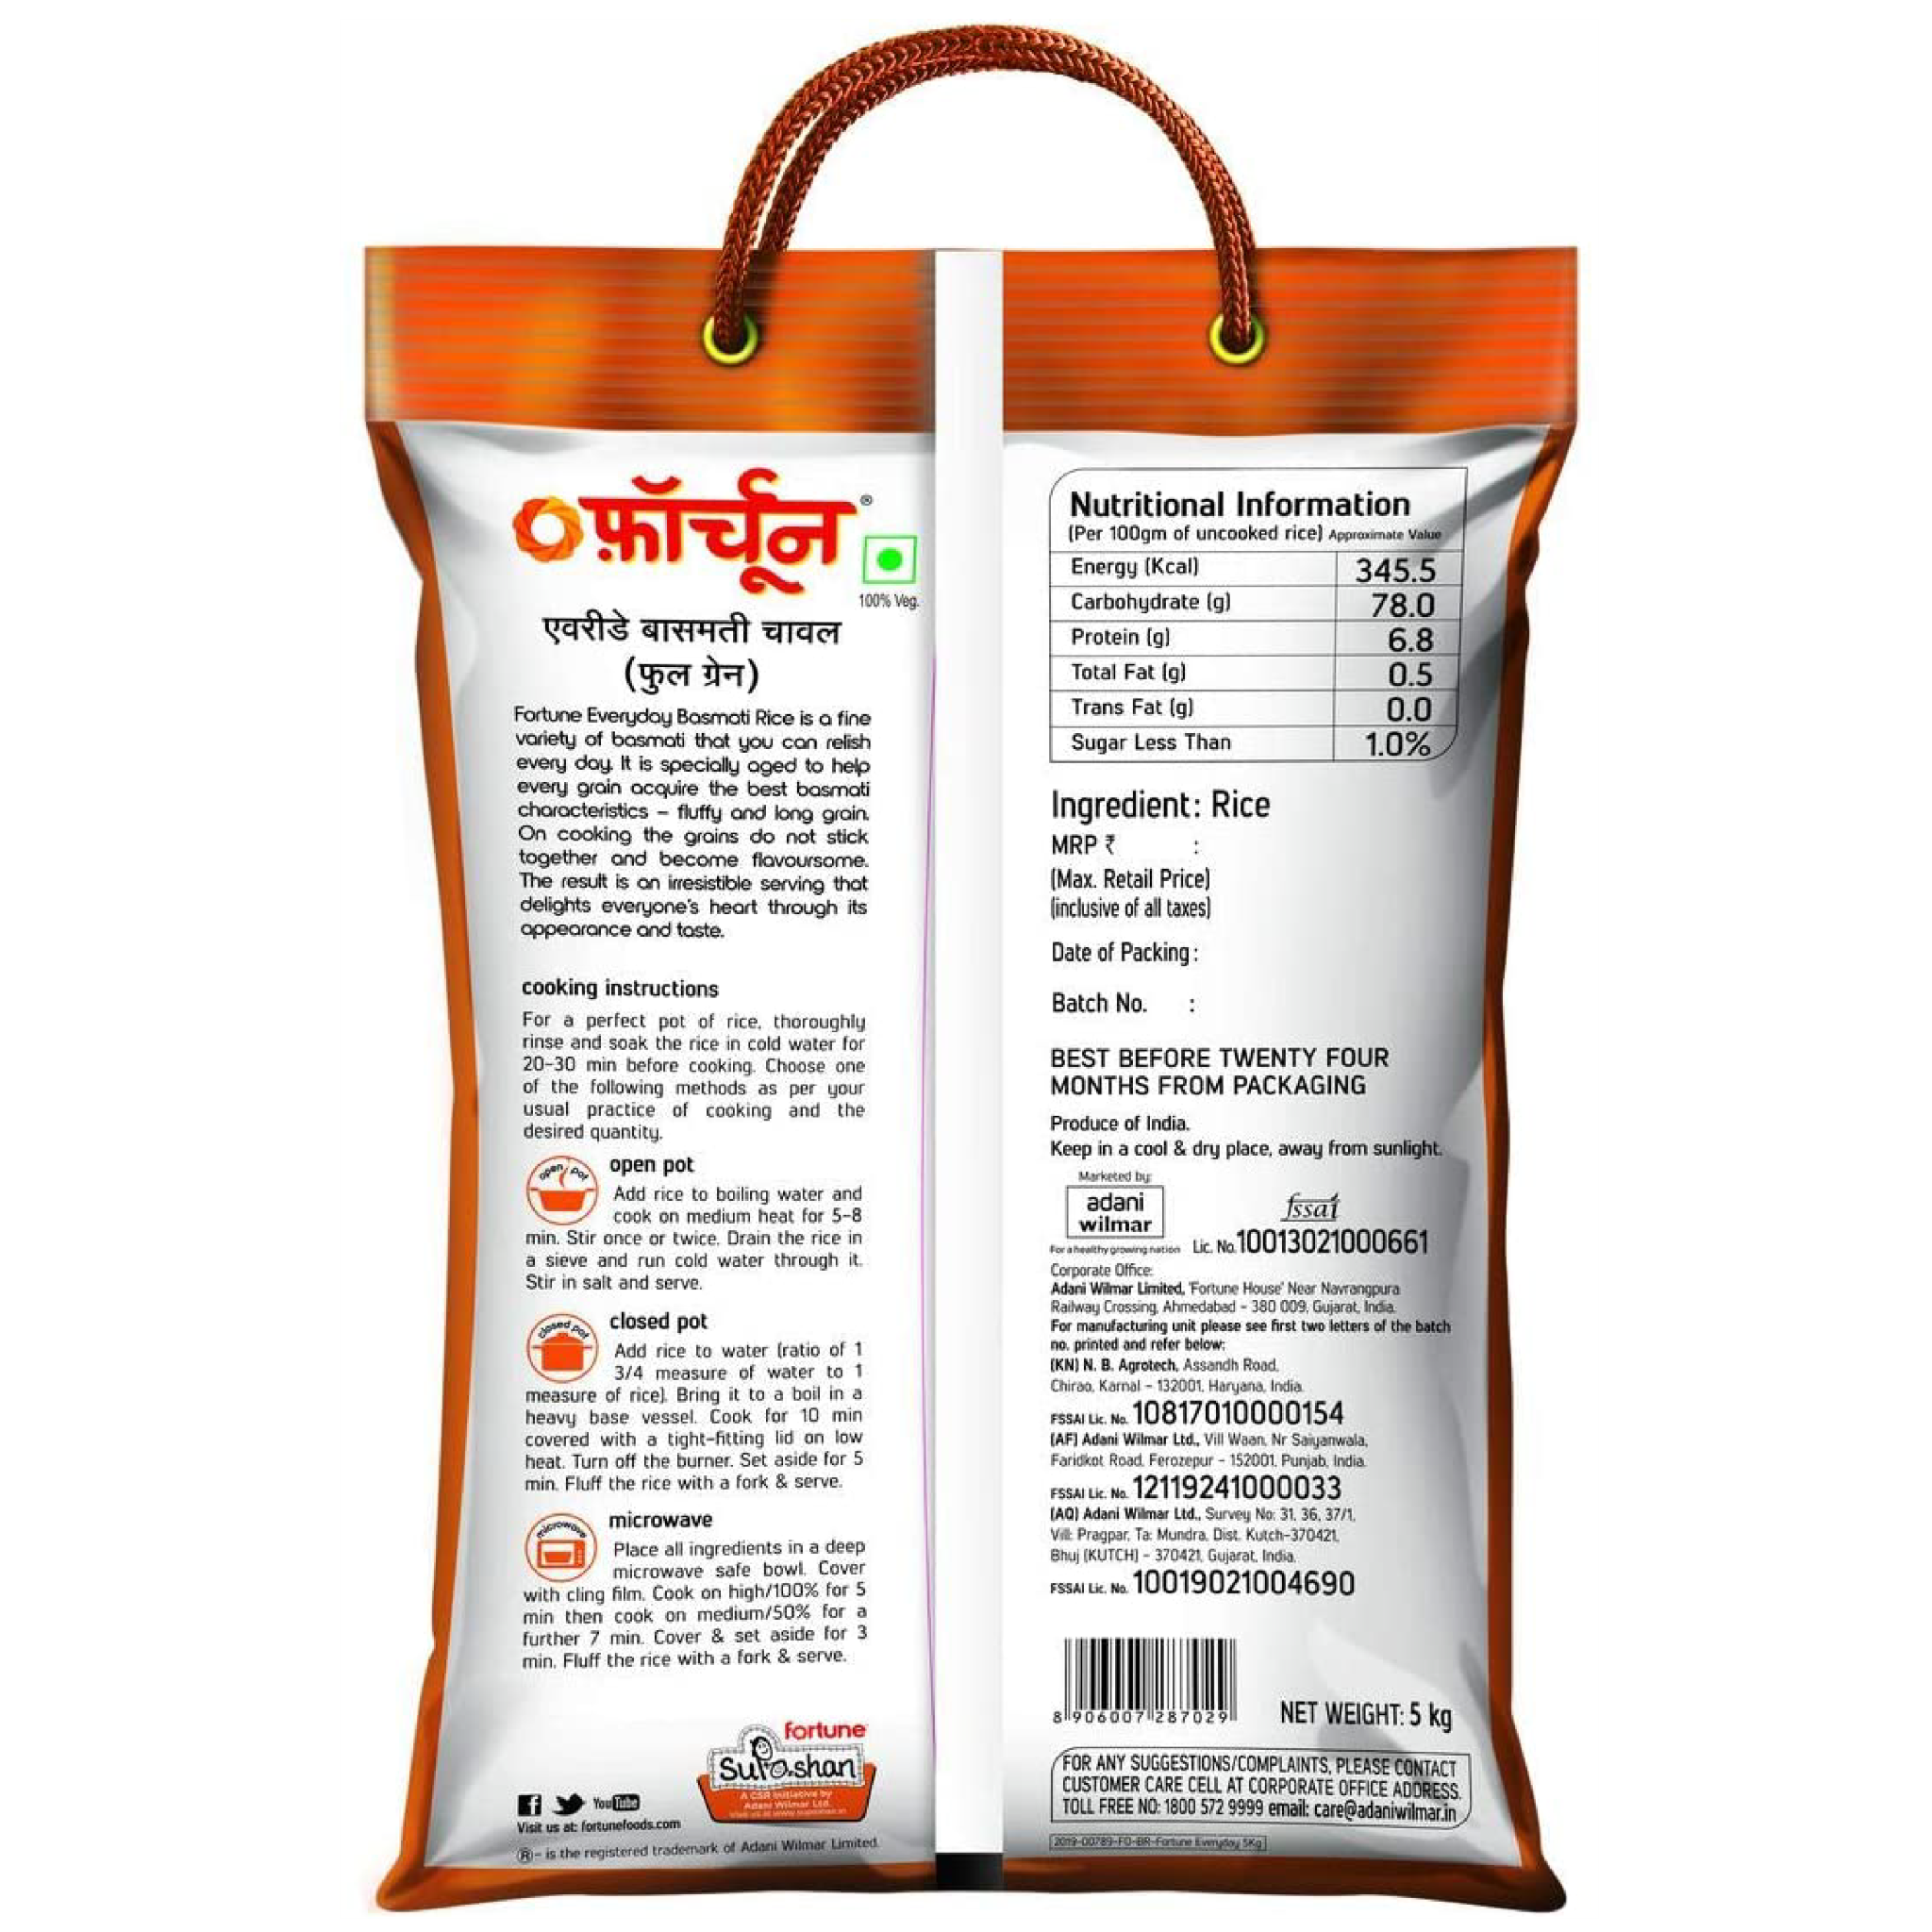 फ़ॉर्चून®
100% Veg.
एवरीडे बासमती चावल
(फुल ग्रेन)
Fortune Everyday Basmati Rice is a fine
variety of basmati that you can relish
every day. It is specially aged to help
every grain acquire the best basmati
characteristics – fluffy and long grain.
On cooking the grains do not stick
together and become flavoursome.
The result is an irresistible serving that
delights everyone's heart through its
appearance and taste.
cooking instructions
For a perfect pot of rice, thoroughly
rinse and soak the rice in cold water for
20-30 min before cooking. Choose one
of the following methods as per your
usual practice of cooking and the
desired quantity.
open pot
open pot
Add rice to boiling water and
cook on medium heat for 5-8
min. Stir once or twice. Drain the rice in
a sieve and run cold water through it.
Stir in salt and serve.
closed pot
closed pot
Add rice to water (ratio of 1
3/4 measure of water to 1
measure of rice). Bring it to a boil in a
heavy base vessel. Cook for 10 min
covered with a tight-fitting lid on low
heat. Turn off the burner. Set aside for 5
min. Fluff the rice with a fork & serve.
microwave
microwave
Place all ingredients in a deep
microwave safe bowl. Cover
with cling film. Cook on high/100% for 5
min then cook on medium/50% for a
further 7 min. Cover & set aside for 3
min. Fluff the rice with a fork & serve.
fortune
SuPoshan
A CSR initiative by
Adani Wilmar Ltd.
YouTube
Visit us at: fortunefoods.com
®- is the registered trademark of Adani Wilmar Limited.
Nutritional Information
(Per 100gm of uncooked rice) Approximate Value
Energy (Kcal) 345.5
Carbohydrate (g) 78.0
Protein (g) 6.8
Total Fat (g) 0.5
Trans Fat (g) 0.0
Sugar Less Than 1.0%
Ingredient: Rice
MRP ₹ :
(Max. Retail Price)
(inclusive of all taxes)
Date of Packing :
Batch No. :
BEST BEFORE TWENTY FOUR
MONTHS FROM PACKAGING
Produce of India.
Keep in a cool & dry place, away from sunlight.
Marketed by:
adani
wilmar
For a healthy growing nation
fssai
Lic. No. 10013021000661
Corporate Office:
Adani Wilmar Limited, 'Fortune House' Near Navrangpura
Railway Crossing, Ahmedabad - 380 009, Gujarat, India.
For manufacturing unit please see first two letters of the batch
no. printed and refer below:
(KN) N. B. Agrotech, Assandh Road,
Chirao, Karnal - 132001, Haryana, India.
FSSAI Lic. No. 10817010000154
(AF) Adani Wilmar Ltd., Vill Waan, Nr Saiyanwala,
Faridkot Road, Ferozepur - 152001, Punjab, India.
FSSAI Lic. No. 12119241000033
(AQ) Adani Wilmar Ltd., Survey No: 31, 36, 37/1,
Vill: Pragpar, Ta: Mundra, Dist. Kutch-370421,
Bhuj (KUTCH) - 370421, Gujarat, India.
FSSAI Lic. No. 10019021004690
8 906007 287029
NET WEIGHT: 5 kg
FOR ANY SUGGESTIONS/COMPLAINTS, PLEASE CONTACT
CUSTOMER CARE CELL AT CORPORATE OFFICE ADDRESS.
TOLL FREE NO: 1800 572 9999 email: care@adaniwilmar.in
2019-00789-FO-BR-Fortune Everyday 5Kg